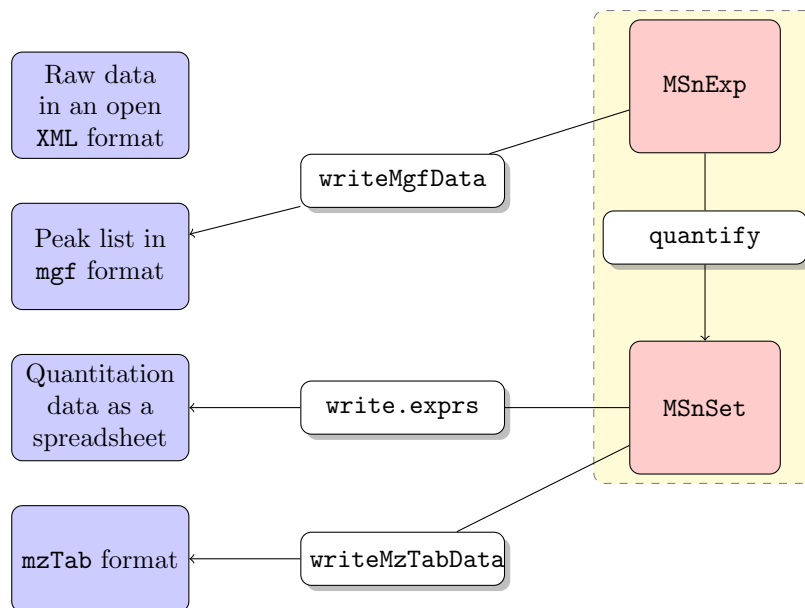 Raw data
in an open
XML format
MSnExp
writeMgfData
Peak list in
mgf format
quantify
Quantitation
data as a
spreadsheet
write.exprs
MSnSet
mzTab format
writeMzTabData